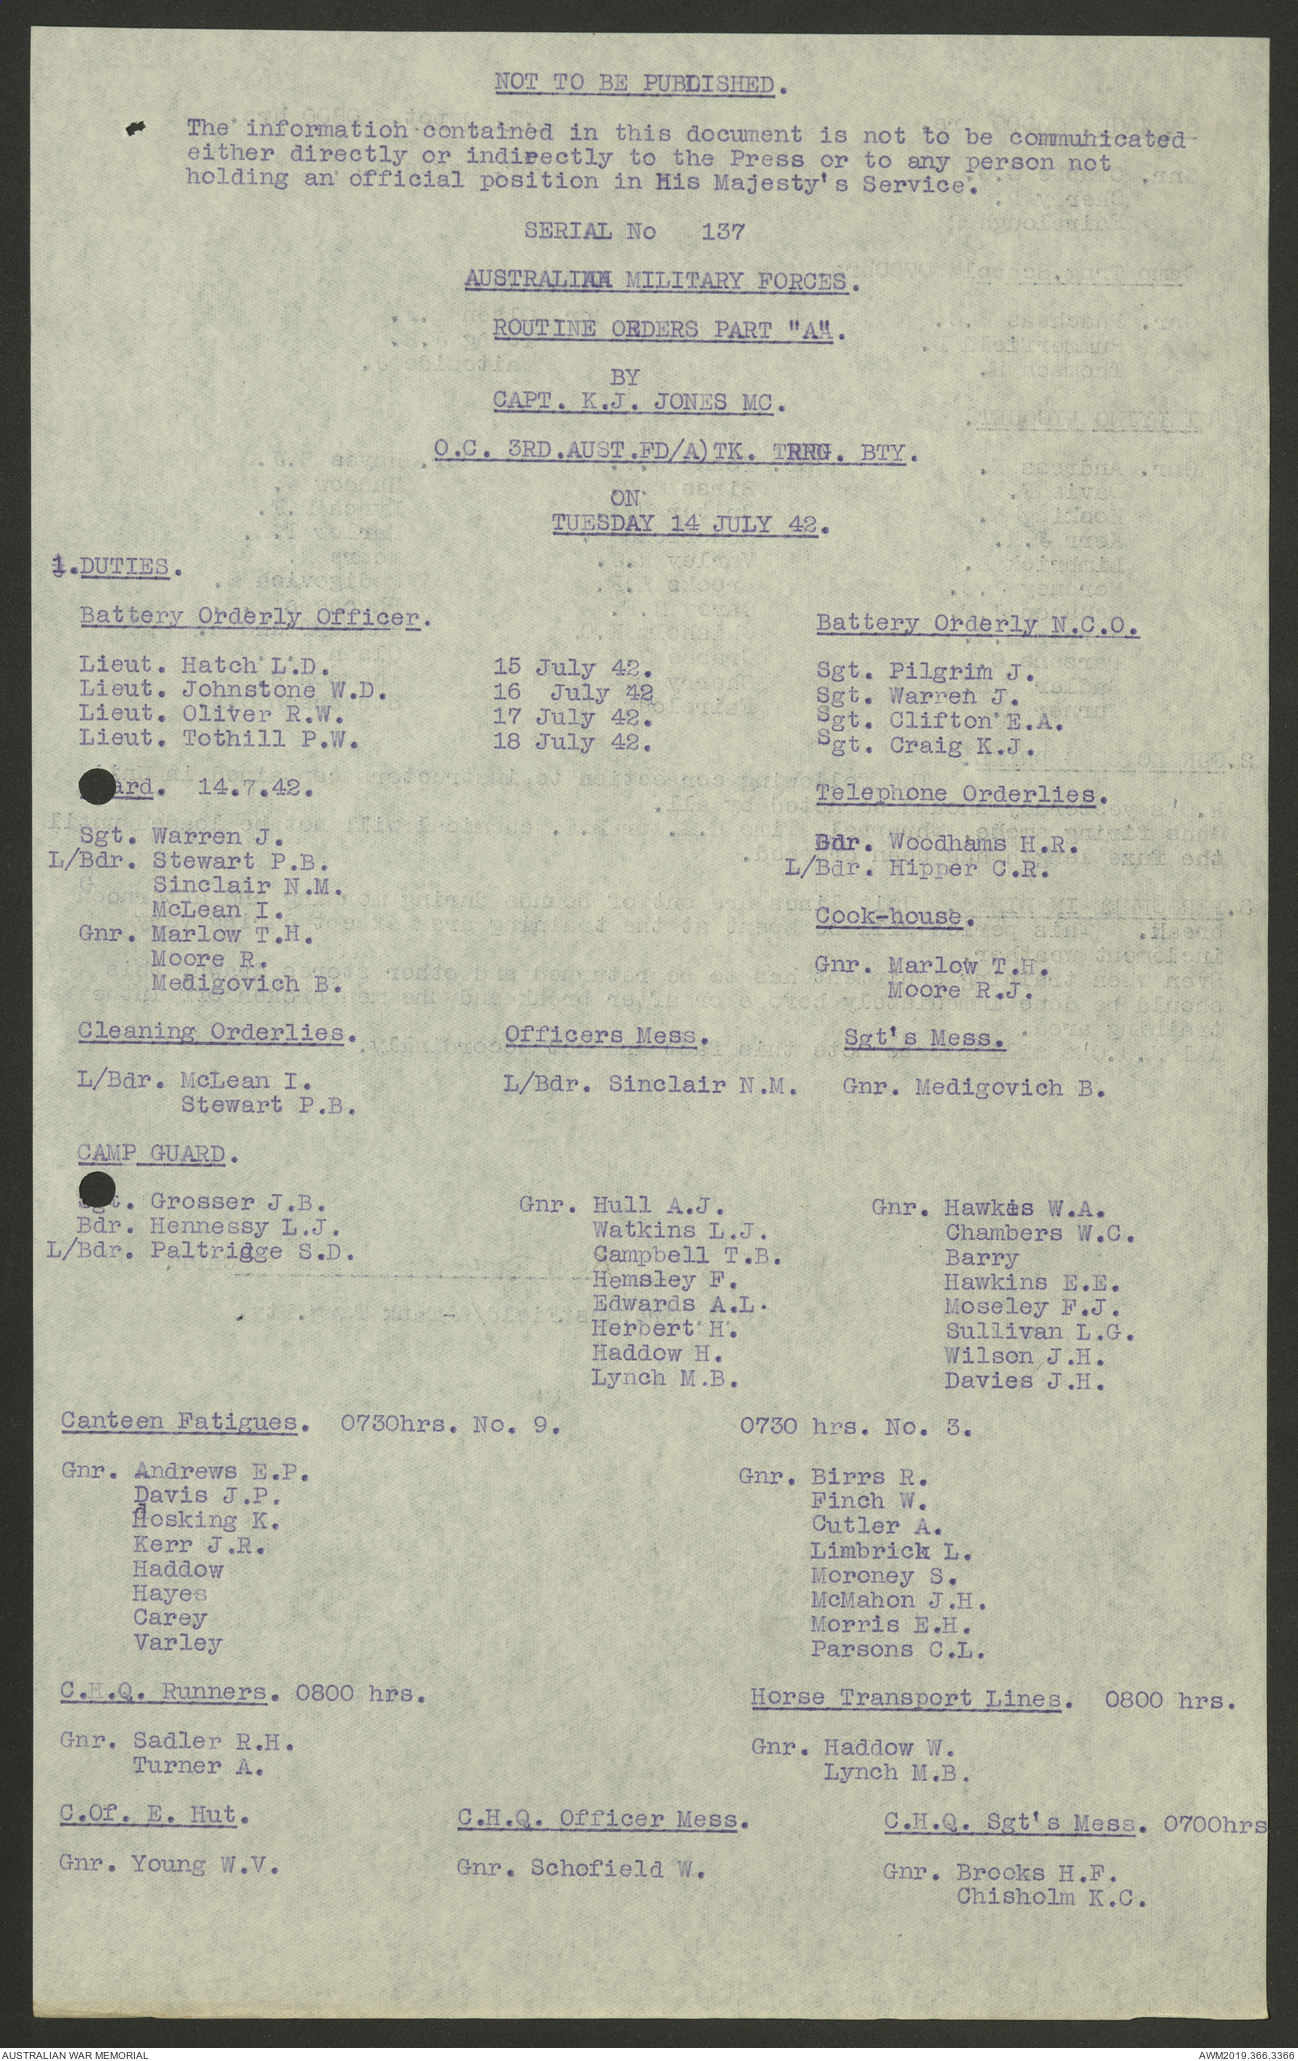 NOT TO BE PUBLISHED.
The information contained in this document is not to be communicated
either directly or indirectly to the Press or to any person not
holding an official position in His Majesty's Service.
SERIAL No 137
AUSTRALIAN MILITARY FORCES.
ROUTINE ORDERS PART "A".
BY
CAPT. K.J. JONES MC.
O.C. 3RD.AUST.FD/A)TK. TRNG. BTY.
ON
TUESDAY 14 JULY 42.
1.DUTIES.
Battery Orderly Officer. Battery Orderly N.C.O.
Lieut. Hatch L.D. 15 July 42. Sgt. Pilgrim J.
Lieut. Johnstone W.D. 16 July 42 Sgt. Warren J.
Lieut. Oliver R.W. 17 July 42. Sgt. Clifton E.A.
Lieut. Tothill P.W. 18 July 42. Sgt. Craig K.J.
ard. 14.7.42. Telephone Orderlies.
Sgt. Warren J. Bdr. Woodhams H.R.
L/Bdr. Stewart P.B. L/Bdr. Hipper C.R.
Sinclair N.M.
McLean I. Cook-house.
Gnr. Marlow T.H.
Moore R. Gnr. Marlow T.H.
Medigovich B. Moore R.J.
Cleaning Orderlies. Officers Mess. Sgt's Mess.
L/Bdr. McLean I. L/Bdr. Sinclair N.M. Gnr. Medigovich B.
Stewart P.B.
CAMP GUARD.
Sgt. Grosser J.B. Gnr. Hull A.J. Gnr. Hawkes W.A.
Bdr. Hennessy L.J. Watkins L.J. Chambers W.C.
L/Bdr. Paltridge S.D. Campbell T.B. Barry
Hemsley F. Hawkins E.E.
Edwards A.L. Moseley F.J.
Herbert H. Sullivan L.G.
Haddow H. Wilson J.H.
Lynch M.B. Davies J.H.
Canteen Fatigues. 0730hrs. No. 9. 0730 hrs. No. 3.
Gnr. Andrews E.P. Gnr. Birrs R.
Davis J.P. Finch W.
Hosking K. Cutler A.
Kerr J.R. Limbrick L.
Haddow Moroney S.
Hayes McMahon J.H.
Carey Morris E.H.
Varley Parsons C.L.
C.H.Q. Runners. 0800 hrs. Horse Transport Lines. 0800 hrs.
Gnr. Sadler R.H. Gnr. Haddow W.
Turner A. Lynch M.B.
C.Of. E. Hut. C.H.Q. Officer Mess. C.H.Q. Sgt's Mess. 0700hrs
Gnr. Young W.V. Gnr. Schofield W. Gnr. Brooks H.F.
Chisholm K.C.
AUSTRALIAN WAR MEMORIAL AWM2019.366.3366